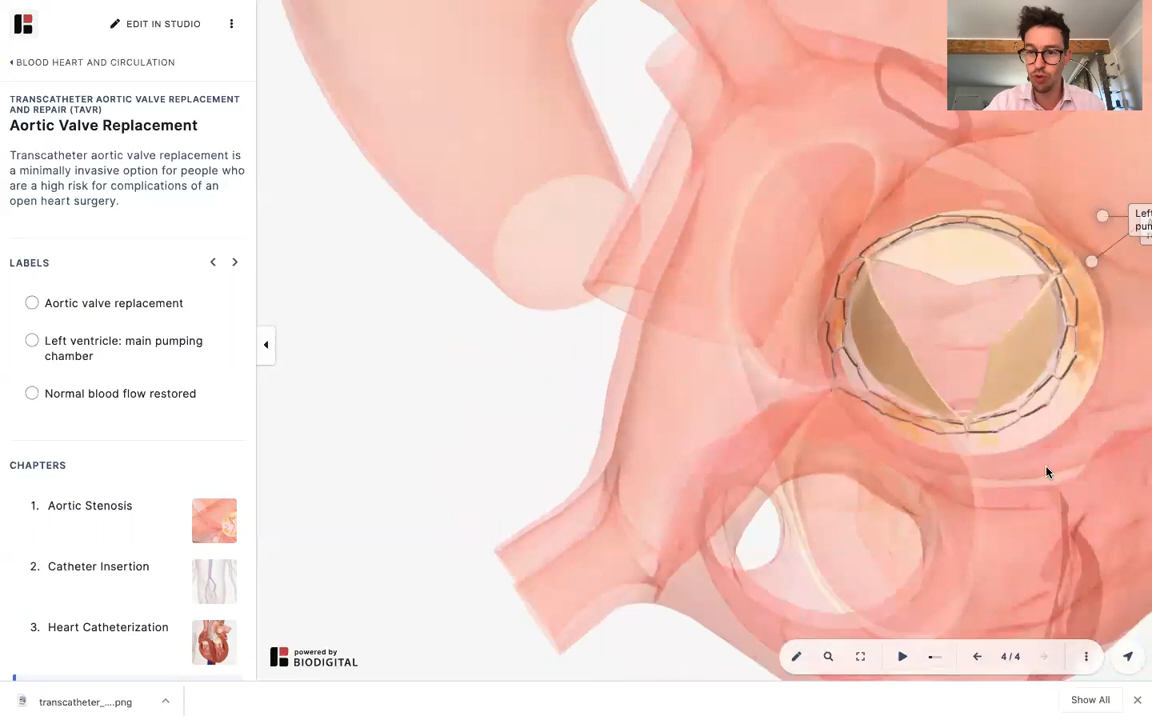 EDIT IN STUDIO
BLOOD HEART AND CIRCULATION
TRANSCATHETER AORTIC VALVE REPLACEMENT
AND REPAIR (TAVR)
Aortic Valve Replacement
Transcatheter aortic valve replacement is
a minimally invasive option for people who
are a high risk for complications of an
open heart surgery.
LABELS
Aortic valve replacement
Left ventricle: main pumping
chamber
Normal blood flow restored
CHAPTERS
1. Aortic Stenosis
2. Catheter Insertion
3. Heart Catheterization
powered by
BIODIGITAL
4 / 4
transcatheter_....png
Show All